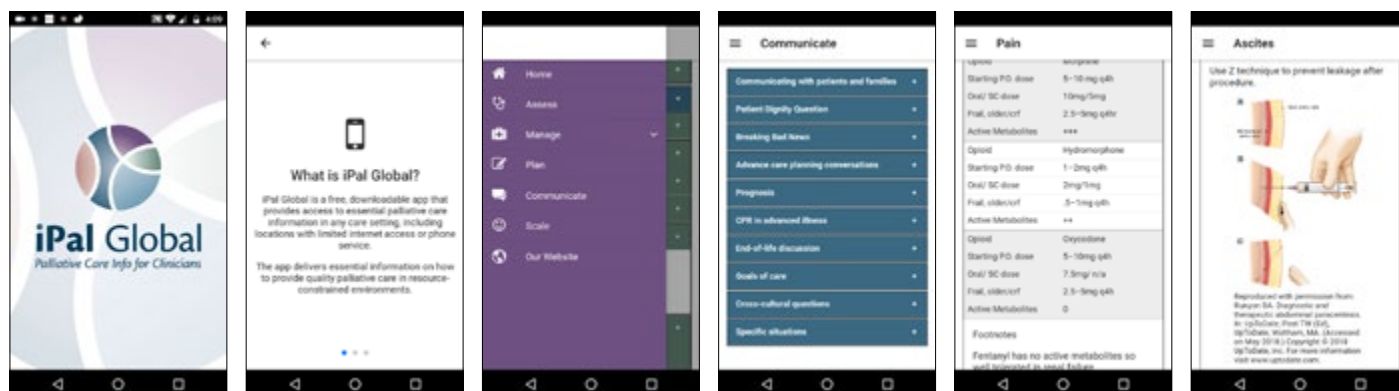 4:09
iPal Global
Palliative Care Info for Clinicians
What is iPal Global?
iPal Global is a free, downloadable app that
provides access to essential palliative care
information in any care setting, including
locations with limited internet access or phone
service.
The app delivers essential information on how
to provide quality palliative care in resource-
constrained environments.
Home
Assess
Manage
Plan
Communicate
Scale
Our Website
Communicate
Communicating with patients and families +
Patient Dignity Question +
Breaking Bad News +
Advance care planning conversations +
Prognosis +
CPR in advanced illness +
End-of-life discussion +
Goals of care +
Cross-cultural questions +
Specific situations +
Pain
Opioid Morphine
Starting P.O. dose 5-10 mg q4h
Oral/ SC dose 10mg/5mg
Frail, older/crf 2.5-5mg q4hr
Active Metabolites +++
Opioid Hydromorphone
Starting P.O. dose 1-2mg q4h
Oral/ SC dose 2mg/1mg
Frail, older/crf .5-1mg q4h
Active Metabolites ++
Opioid Oxycodone
Starting P.O. dose 5-10mg q4h
Oral/ SC dose 7.5mg/ n/a
Frail, older/crf 2.5-5mg q4h
Active Metabolites 0
Footnotes
Fentanyl has no active metabolites so
well tolerated in renal failure
Ascites
Use Z technique to prevent leakage after
procedure.
A
B
C
Reproduced with permission from:
Runyon BA. Diagnostic and
therapeutic abdominal paracentesis.
In: UpToDate, Post TW (Ed),
UpToDate, Waltham, MA. (Accessed
on May 2018.) Copyright © 2018
UpToDate, Inc. For more information
visit www.uptodate.com.